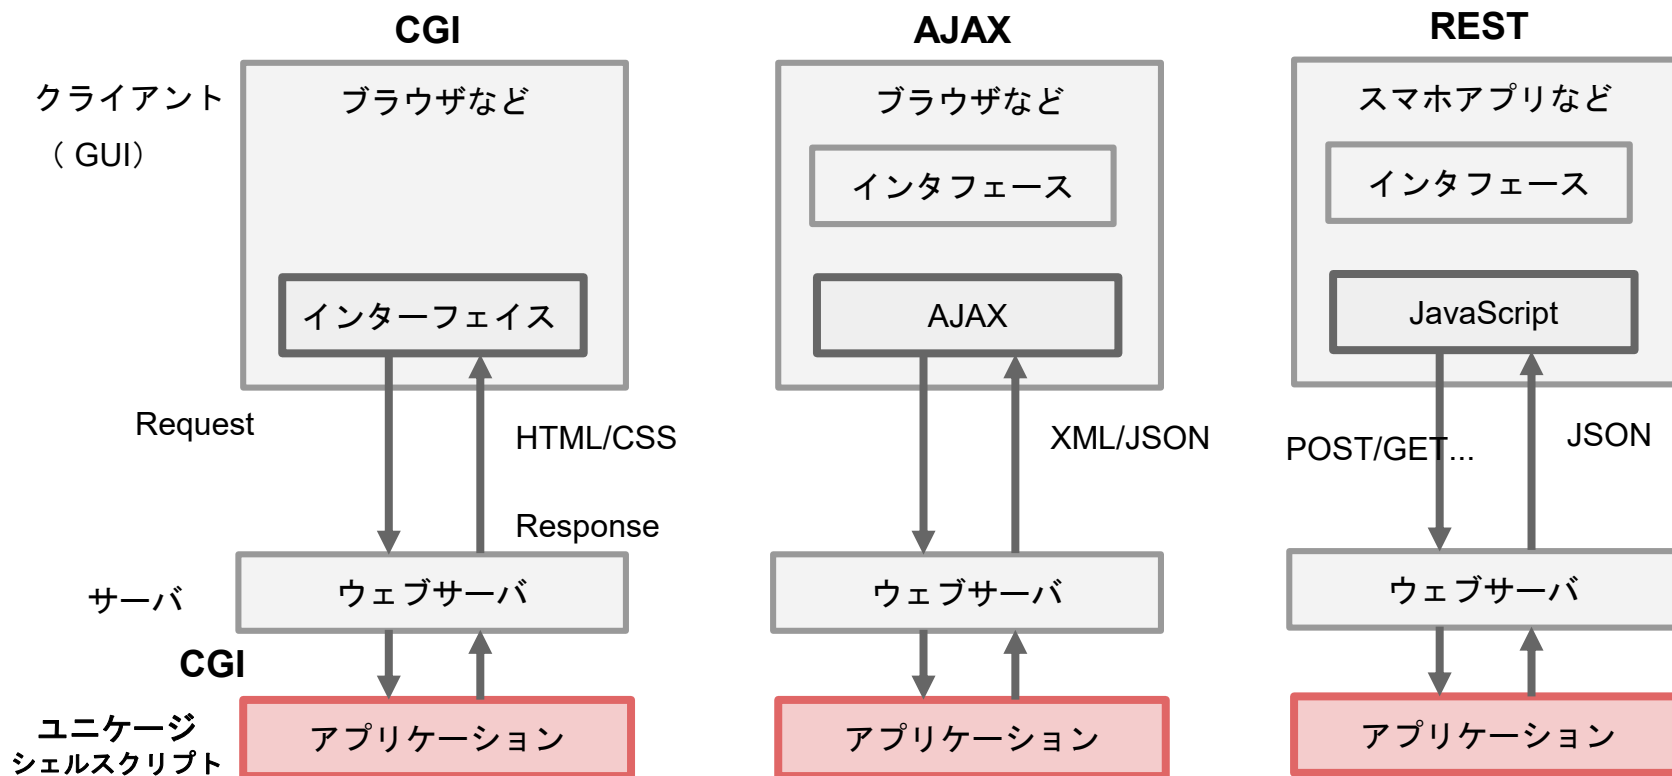 CGI
AJAX
REST
クライアント
（ GUI）
ブラウザなど
インターフェイス
ブラウザなど
インタフェース
AJAX
スマホアプリなど
インタフェース
JavaScript
Request
HTML/CSS
Response
XML/JSON
POST/GET...
JSON
サーバ
ウェブサーバ
ウェブサーバ
ウェブサーバ
CGI
ユニケージ
シェルスクリプト
アプリケーション
アプリケーション
アプリケーション